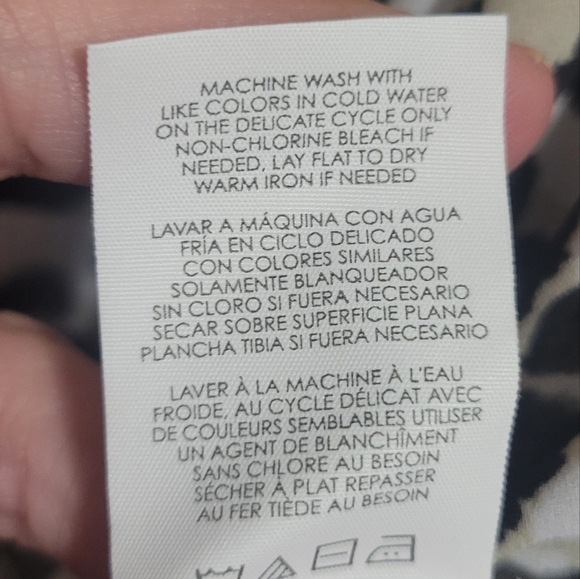 MACHINE WASH WITH
LIKE COLORS IN COLD WATER
ON THE DELICATE CYCLE ONLY
NON-CHLORINE BLEACH IF
NEEDED, LAY FLAT TO DRY
WARM IRON IF NEEDED
LAVAR A MÁQUINA CON AGUA
FRÍA EN CICLO DELICADO
CON COLORES SIMILARES
SOLAMENTE BLANQUEADOR
SIN CLORO SI FUERA NECESARIO
SECAR SOBRE SUPERFICIE PLANA
PLANCHA TIBIA SI FUERA NECESARIO
LAVER À LA MACHINE À L'EAU
FROIDE, AU CYCLE DÉLICAT AVEC
DE COULEURS SEMBLABLES UTILISER
UN AGENT DE BLANCHÎMENT
SANS CHLORE AU BESOIN
SÉCHER À PLAT REPASSER
AU FER TIÈDE AU BESOIN